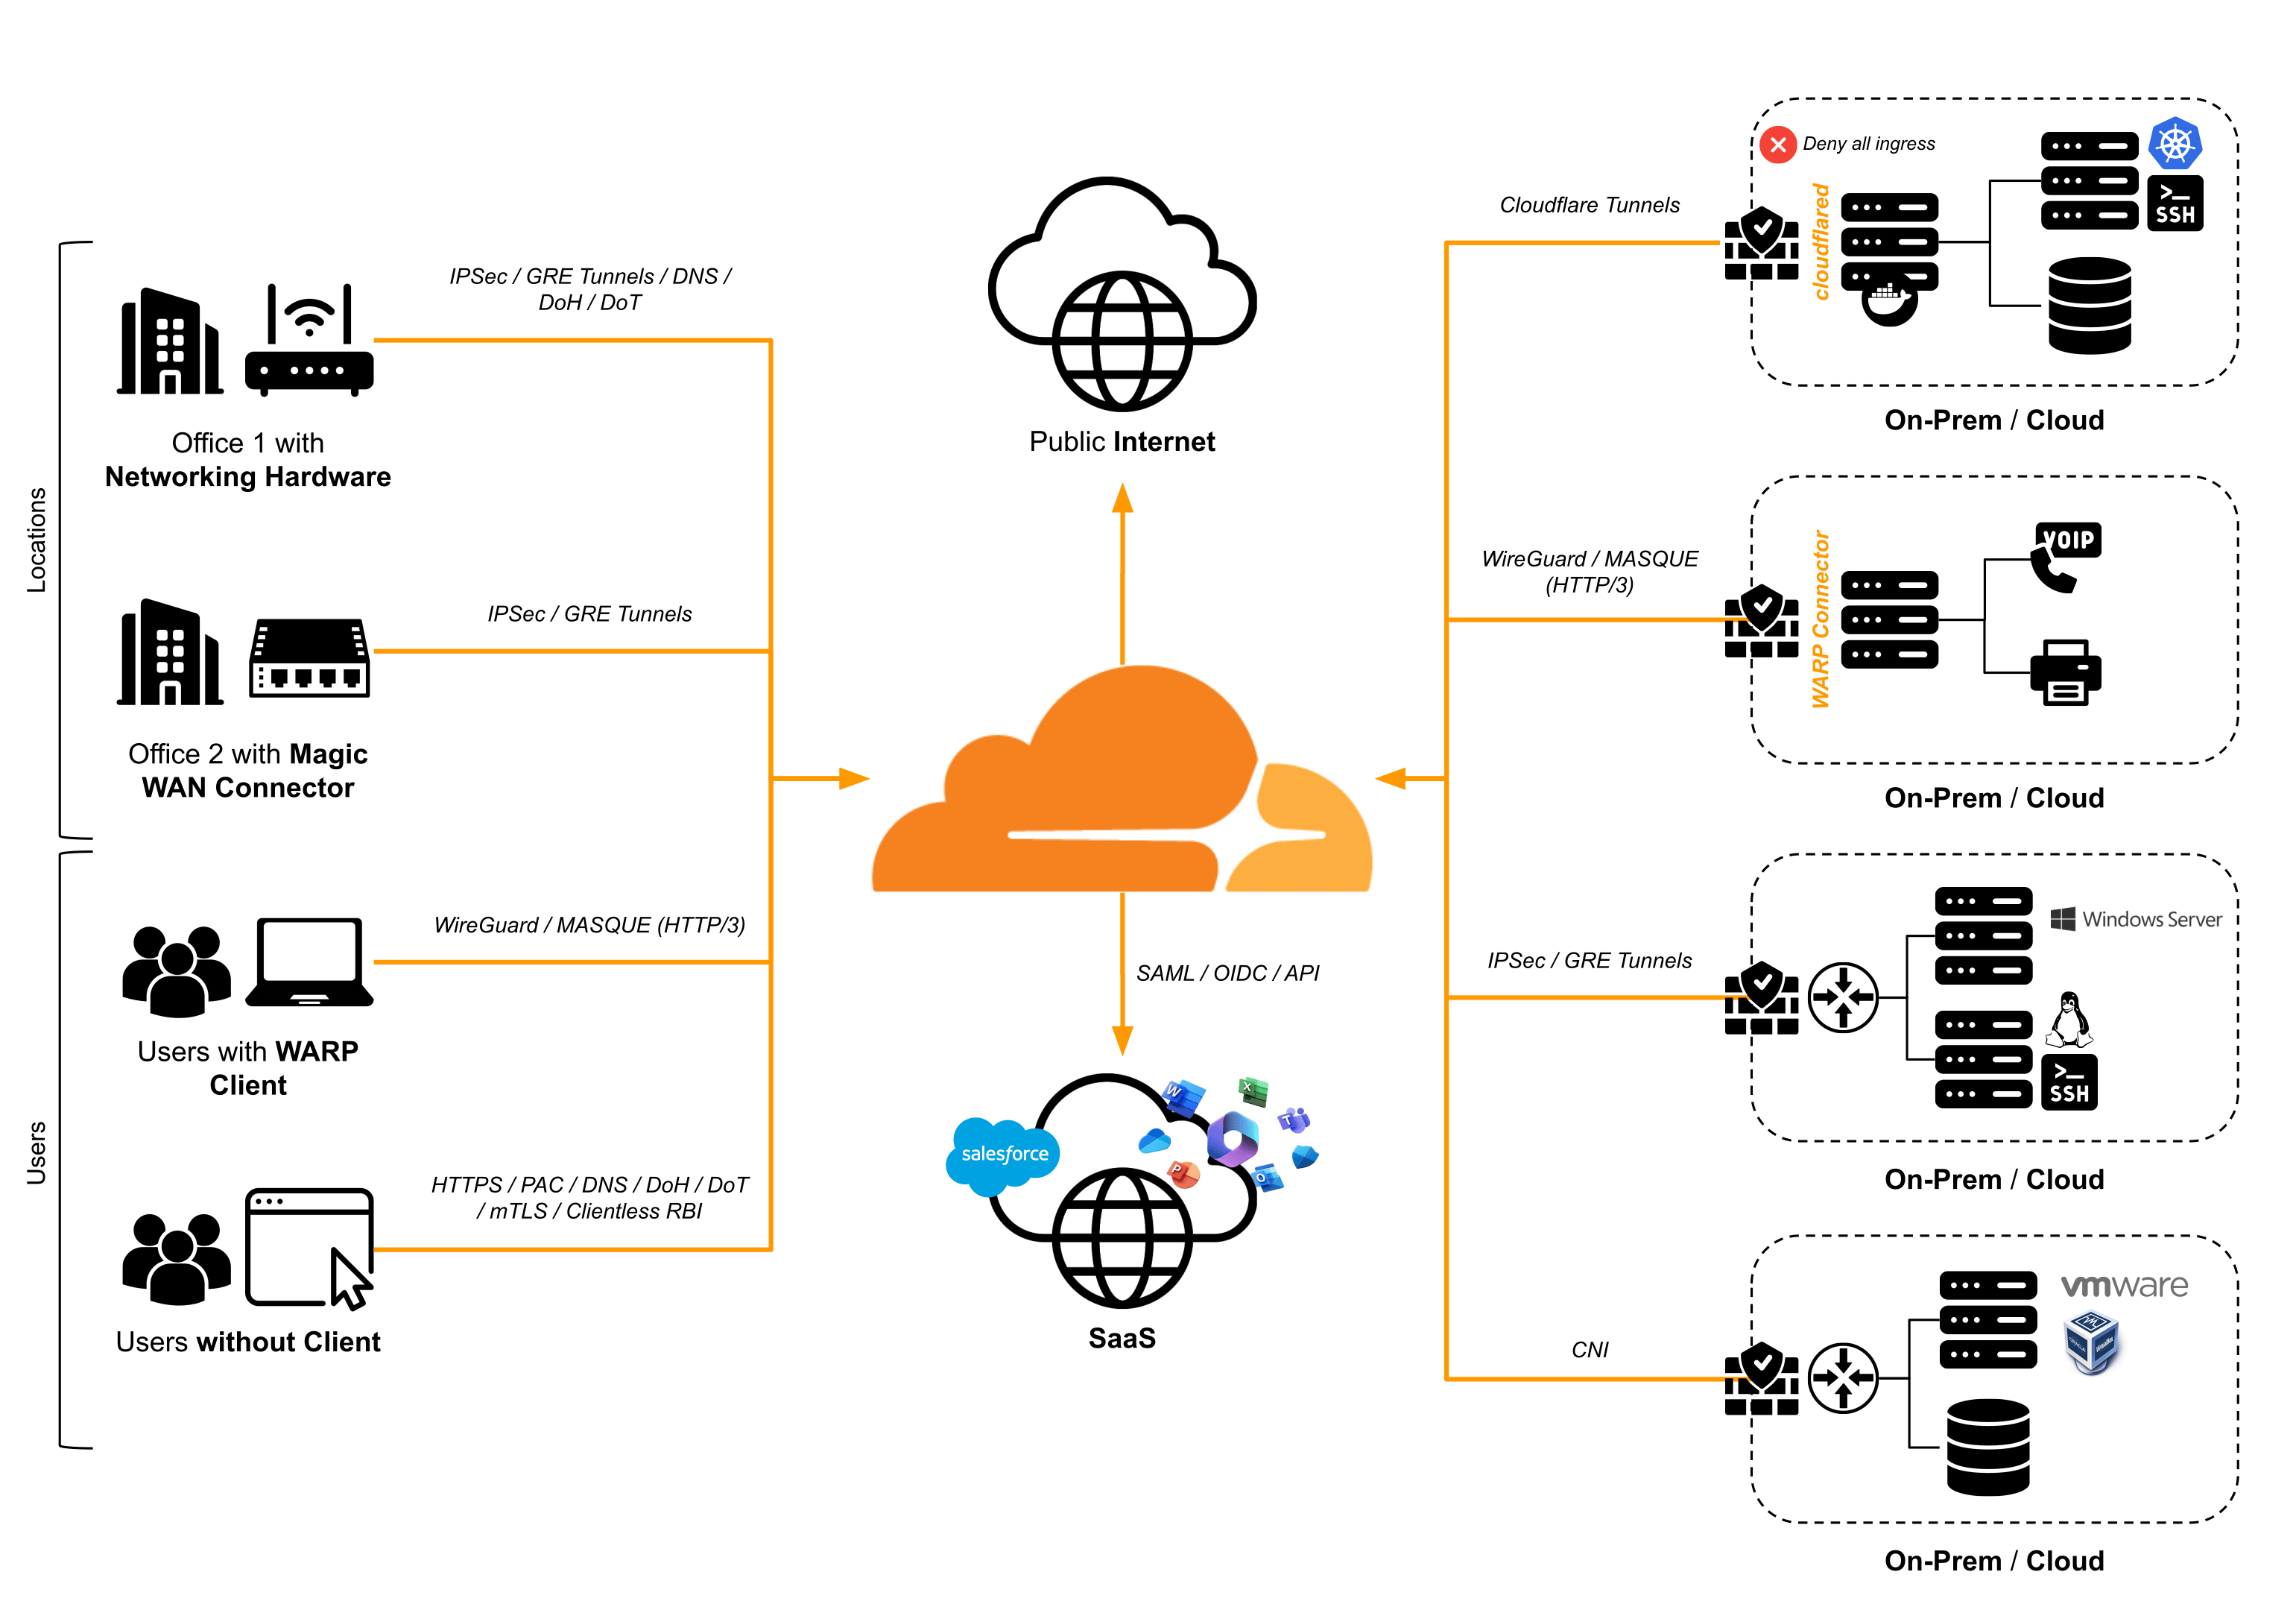 Locations
IPSec / GRE Tunnels / DNS /
DoH / DoT
Office 1 with
Networking Hardware
IPSec / GRE Tunnels
Office 2 with Magic
WAN Connector
Users
WireGuard / MASQUE (HTTP/3)
Users with WARP
Client
HTTPS / PAC / DNS / DoH / DoT
/ mTLS / Clientless RBI
Users without Client
Public Internet
SAML / OIDC / API
salesforce
W
X
T
P
O
SaaS
Cloudflare Tunnels
Deny all ingress
cloudflared
>_
SSH
On-Prem / Cloud
WireGuard / MASQUE
(HTTP/3)
WARP Connector
VOIP
On-Prem / Cloud
IPSec / GRE Tunnels
Windows Server
>_
SSH
On-Prem / Cloud
CNI
vmware
On-Prem / Cloud